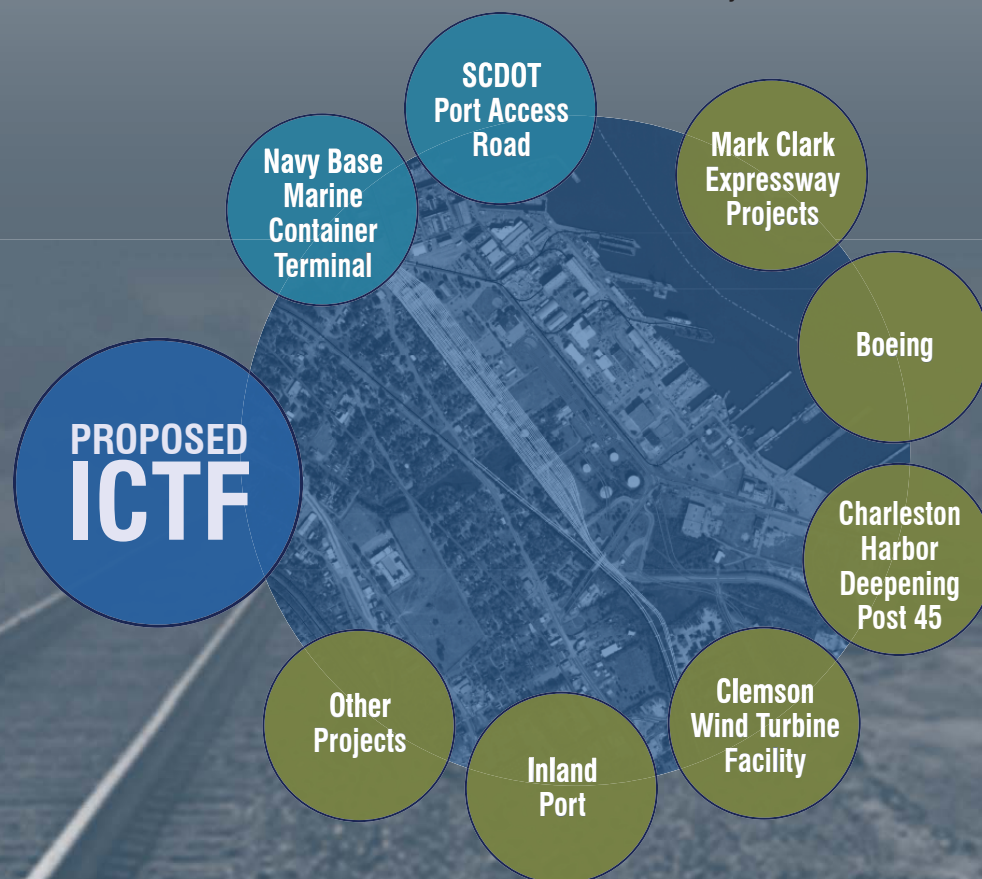 PROPOSED
ICTF
Navy Base
Marine
Container
Terminal
SCDOT
Port Access
Road
Mark Clark
Expressway
Projects
Boeing
Charleston
Harbor
Deepening
Post 45
Clemson
Wind Turbine
Facility
Inland
Port
Other
Projects